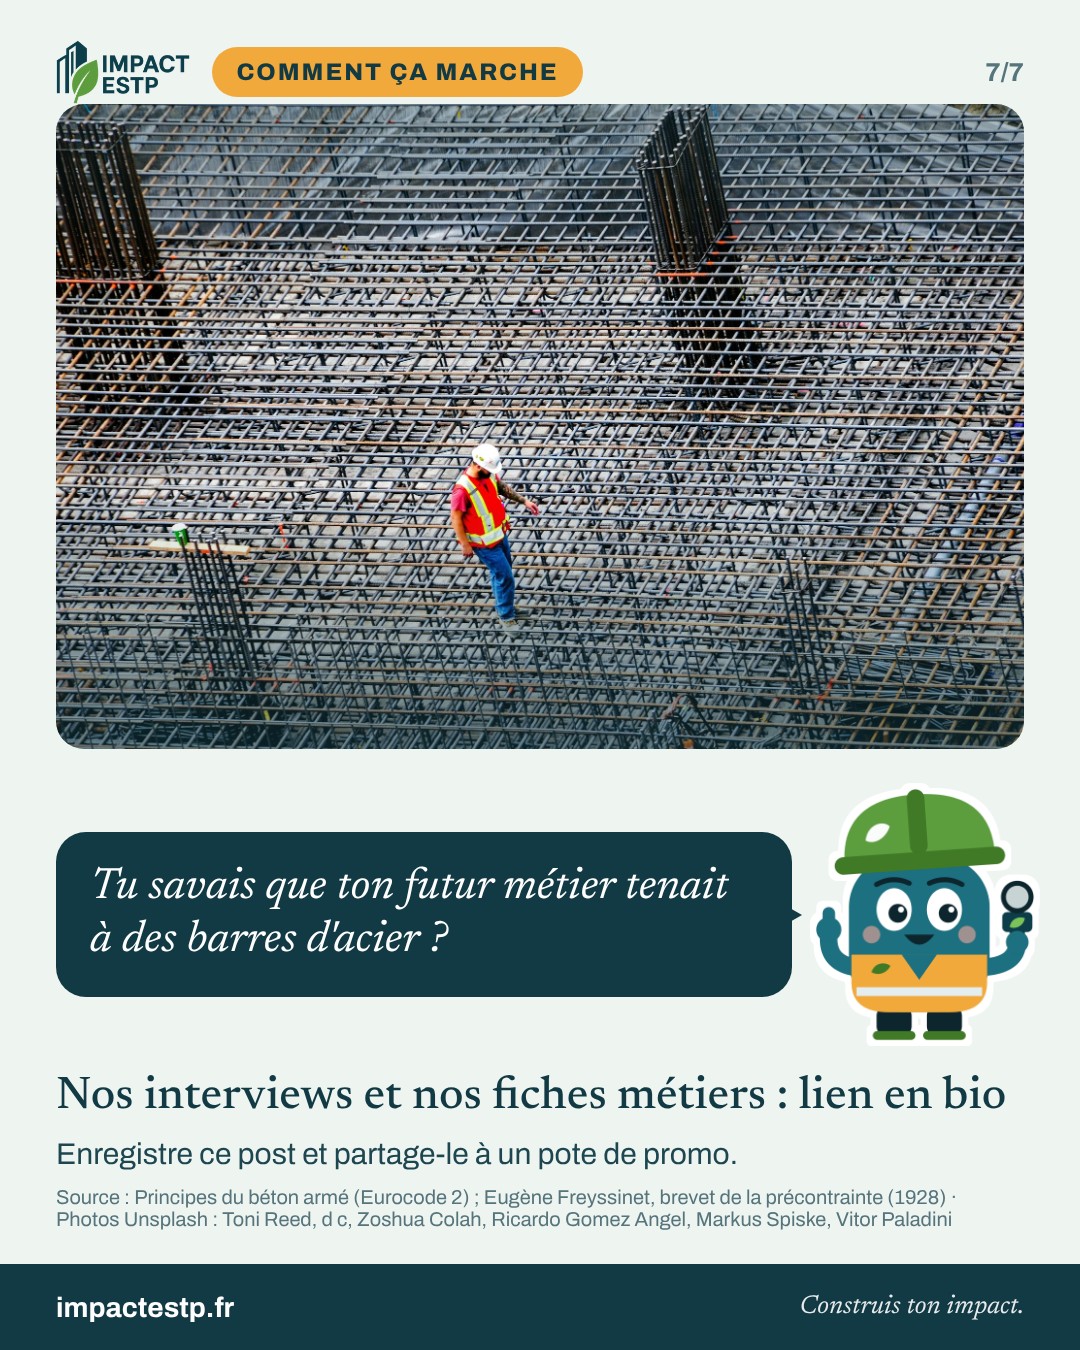 IMPACT
ESTP
COMMENT ÇA MARCHE
7/7
Tu savais que ton futur métier tenait
à des barres d'acier ?
Nos interviews et nos fiches métiers : lien en bio
Enregistre ce post et partage-le à un pote de promo.
Source : Principes du béton armé (Eurocode 2) ; Eugène Freyssinet, brevet de la précontrainte (1928) ·
Photos Unsplash : Toni Reed, d c, Zoshua Colah, Ricardo Gomez Angel, Markus Spiske, Vitor Paladini
impactestp.fr
Construis ton impact.